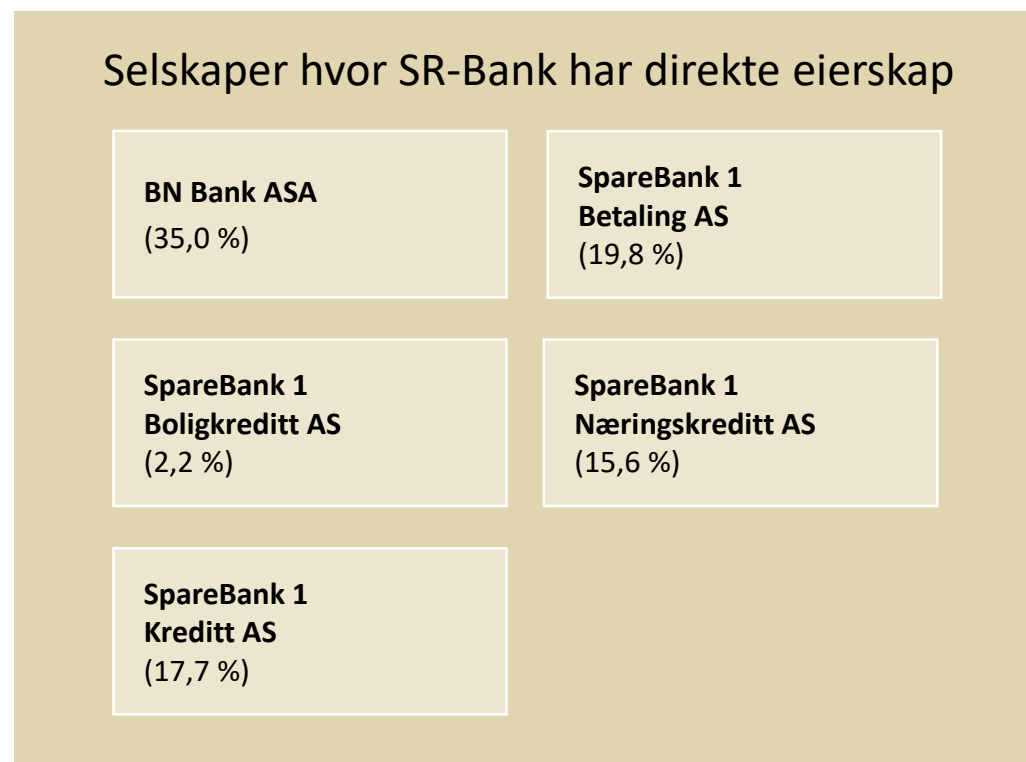 Selskaper hvor SR-Bank har direkte eierskap
BN Bank ASA
(35,0 %)
SpareBank 1
Betaling AS
(19,8 %)
SpareBank 1
Boligkreditt AS
(2,2 %)
SpareBank 1
Næringskreditt AS
(15,6 %)
SpareBank 1
Kreditt AS
(17,7 %)